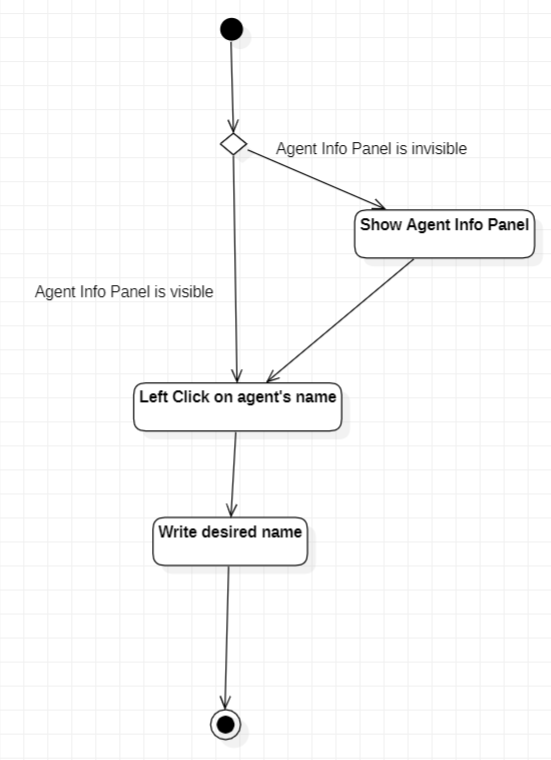 Agent Info Panel is invisible
Show Agent Info Panel
Agent Info Panel is visible
Left Click on agent's name
Write desired name